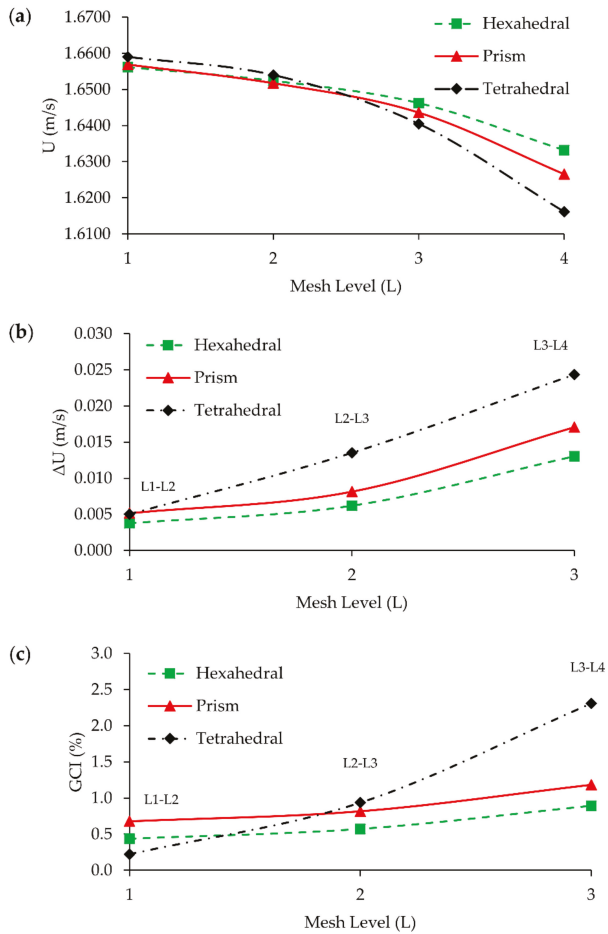 (a)
1.6700
1.6600
1.6500
1.6400
1.6300
1.6200
1.6100
U (m/s)
Hexahedral
Prism
Tetrahedral
1 2 3 4
Mesh Level (L)
(b)
0.030
0.025
0.020
0.015
0.010
0.005
0.000
ΔU (m/s)
Hexahedral
Prism
Tetrahedral
L1-L2
L2-L3
L3-L4
1 2 3
Mesh Level (L)
(c)
3.0
2.5
2.0
1.5
1.0
0.5
0.0
GCI (%)
Hexahedral
Prism
Tetrahedral
L1-L2
L2-L3
L3-L4
1 2 3
Mesh Level (L)